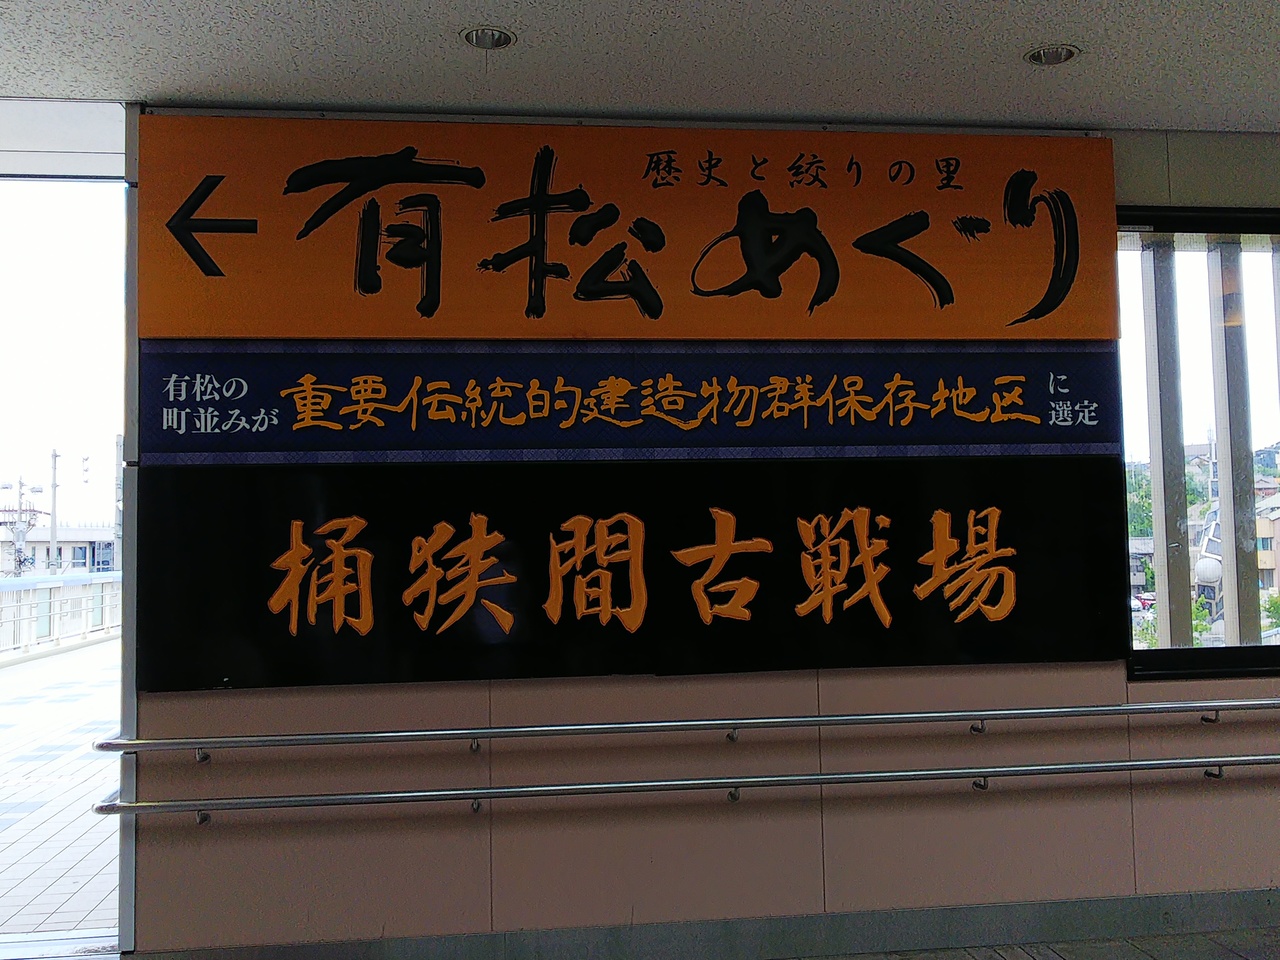 歴史と絞りの里
← 有松めぐり
有松の
町並みが
重要伝統的建造物群保存地区
に
選定
桶狭間古戦場